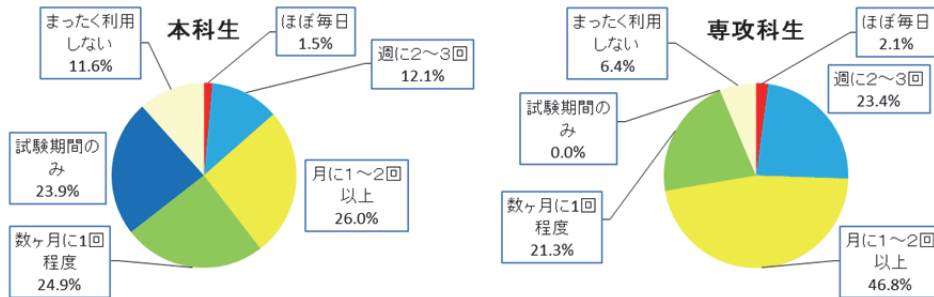 本科生
まったく利用
しない
11.6%
ほぼ毎日
1.5%
週に2～3回
12.1%
試験期間の
み
23.9%
月に1～2回
以上
26.0%
数ヶ月に1回
程度
24.9%
専攻科生
まったく利用
しない
6.4%
ほぼ毎日
2.1%
週に2～3回
23.4%
試験期間の
み
0.0%
数ヶ月に1回
程度
21.3%
月に1～2回
以上
46.8%